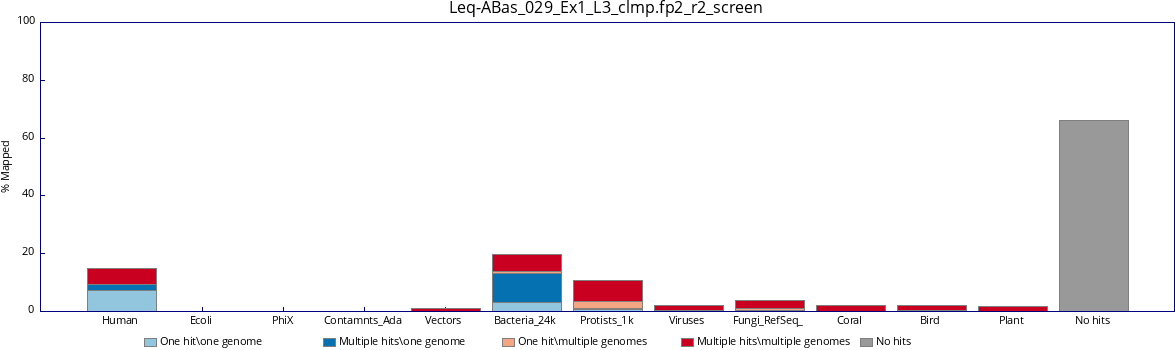 Leq-ABas_029_Ex1_L3_clmp.fp2_r2_screen
100
80
60
40
20
0
% Mapped
Human Ecoli PhiX Contamnts_Ada Vectors Bacteria_24k Protists_1k Viruses Fungi_RefSeq_ Coral Bird Plant No hits
One hit\one genome Multiple hits\one genome One hit\multiple genomes Multiple hits\multiple genomes No hits